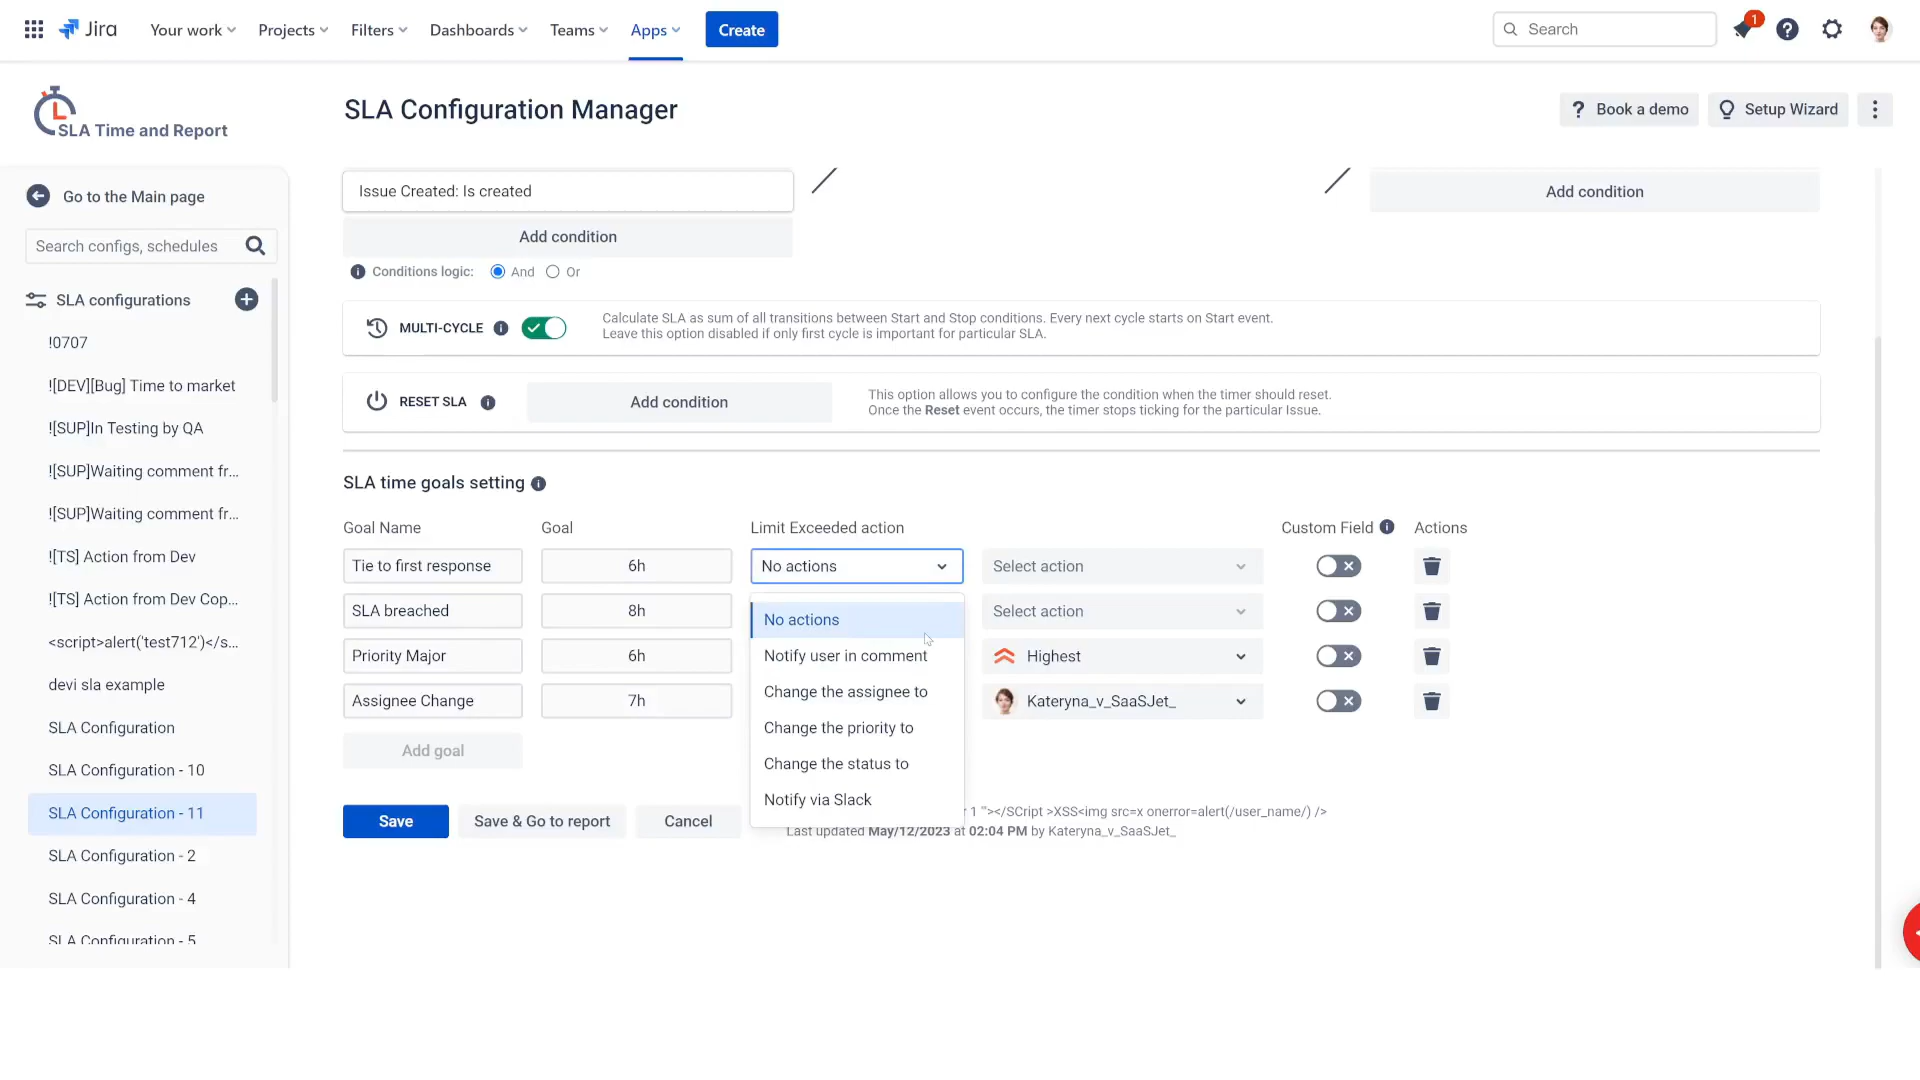 Jira
Your work
Projects
Filters
Dashboards
Teams
Apps
Create
Search
1
SLA Time and Report
SLA Configuration Manager
? Book a demo
Setup Wizard
Go to the Main page
Search configs, schedules
SLA configurations
!0707
![DEV][Bug] Time to market
![SUP]In Testing by QA
![SUP]Waiting comment fr...
![SUP]Waiting comment fr...
![TS] Action from Dev
![TS] Action from Dev Cop...
<script>alert('test712')</s...
devi sla example
SLA Configuration
SLA Configuration - 10
SLA Configuration - 11
SLA Configuration - 2
SLA Configuration - 4
SLA Configuration - 5
Issue Created: Is created
Add condition
Add condition
Conditions logic: And Or
MULTI-CYCLE
Calculate SLA as sum of all transitions between Start and Stop conditions. Every next cycle starts on Start event.
Leave this option disabled if only first cycle is important for particular SLA.
RESET SLA
Add condition
This option allows you to configure the condition when the timer should reset.
Once the Reset event occurs, the timer stops ticking for the particular Issue.
SLA time goals setting
Goal Name Goal Limit Exceeded action Custom Field Actions
Tie to first response 6h No actions Select action
SLA breached 8h Select action
Priority Major 6h Highest
Assignee Change 7h Kateryna_v_SaaSJet_
No actions
Notify user in comment
Change the assignee to
Change the priority to
Change the status to
Notify via Slack
Add goal
Save
Save & Go to report
Cancel
r 1 '"></SCript >XSS<img src=x onerror=alert(/user_name/) />
Last updated May/12/2023 at 02:04 PM by Kateryna_v_SaaSJet_